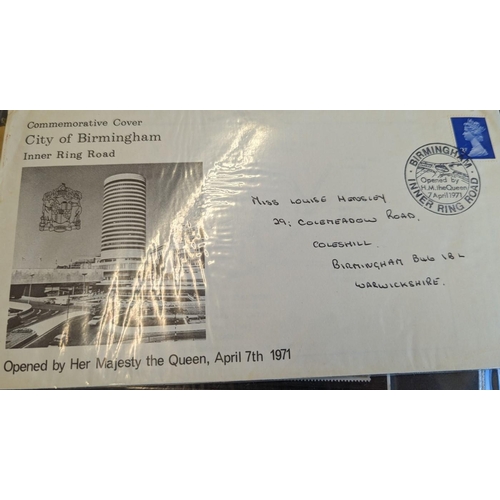 Commemorative Cover
City of Birmingham
Inner Ring Road
Opened by Her Majesty the Queen, April 7th 1971
MISS LOUISE HENSLEY
29, COLEMEADOW ROAD,
COLESHILL.
BIRMINGHAM B46 1BL
WARWICKSHIRE.
BIRMINGHAM
Opened by
H.M. the Queen
7 April 1971
INNER RING ROAD